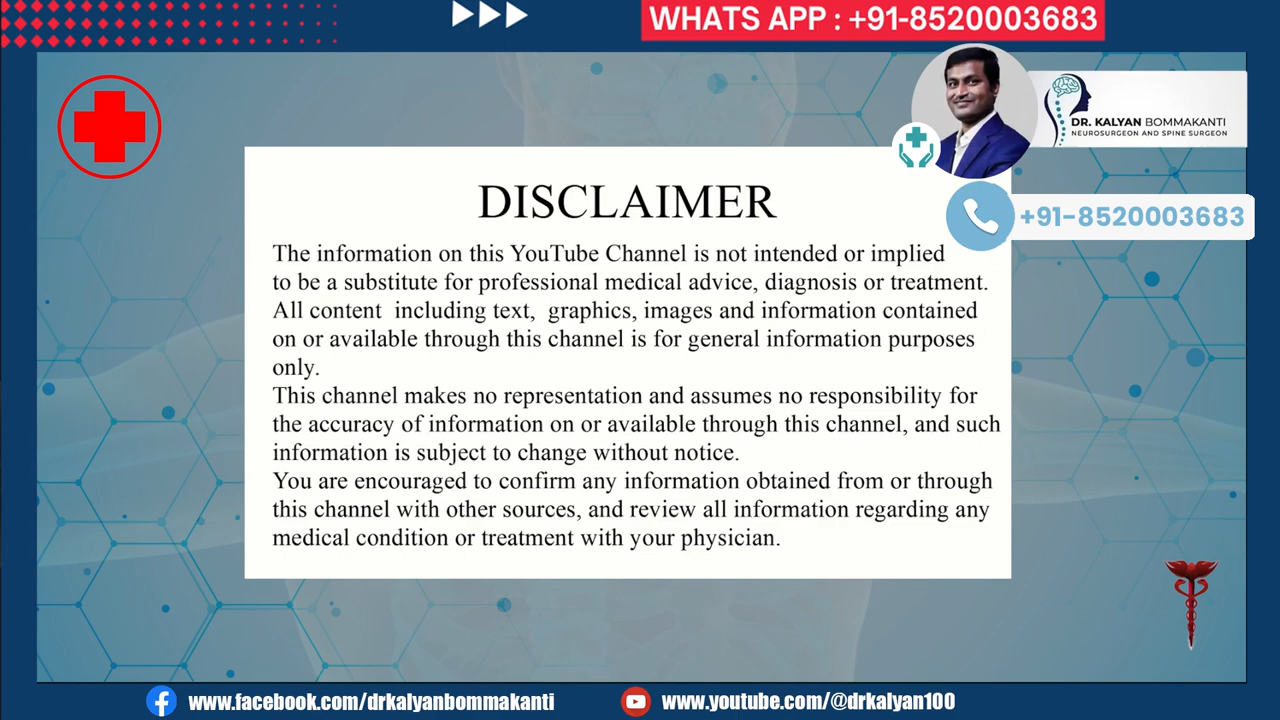 WHATS APP : +91-8520003683
DR. KALYAN BOMMAKANTI
NEUROSURGEON AND SPINE SURGEON
+91-8520003683
DISCLAIMER
The information on this YouTube Channel is not intended or implied
to be a substitute for professional medical advice, diagnosis or treatment.
All content including text, graphics, images and information contained
on or available through this channel is for general information purposes
only.
This channel makes no representation and assumes no responsibility for
the accuracy of information on or available through this channel, and such
information is subject to change without notice.
You are encouraged to confirm any information obtained from or through
this channel with other sources, and review all information regarding any
medical condition or treatment with your physician.
www.facebook.com/drkalyanbommakanti
www.youtube.com/@drkalyan100